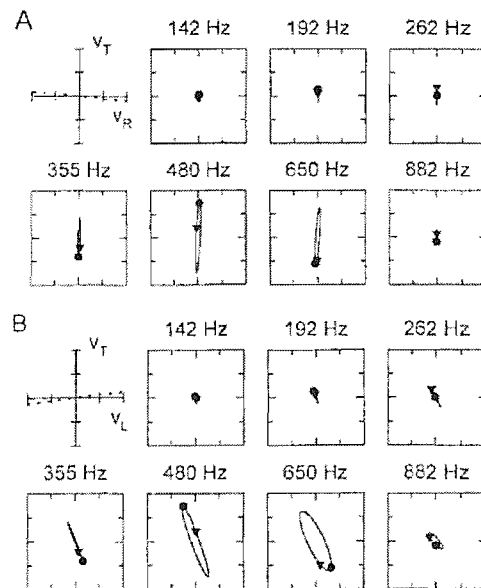 A
V_T
142 Hz
192 Hz
262 Hz
V_R
355 Hz
480 Hz
650 Hz
882 Hz
B
V_T
142 Hz
192 Hz
262 Hz
V_L
355 Hz
480 Hz
650 Hz
882 Hz